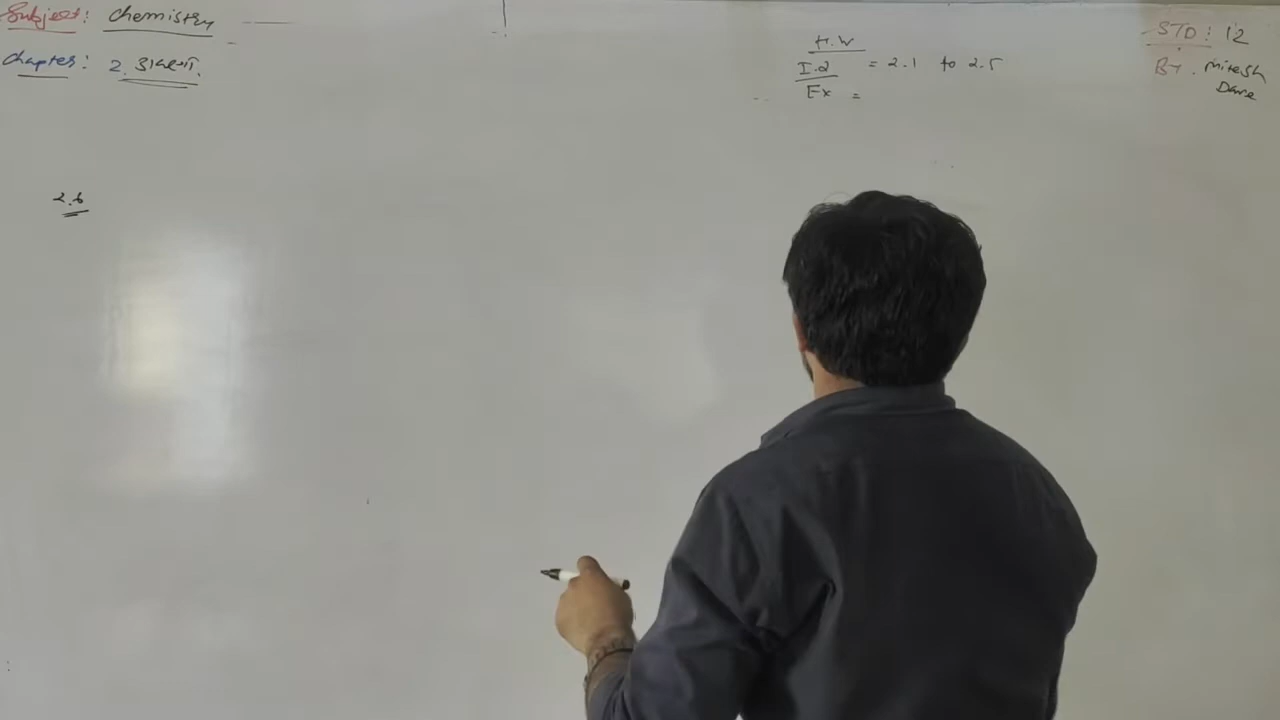 Subject: Chemistry
Chapter: 2. દ્રાવણો.
H.W
I.Q = 2.1 to 2.5
Ex =
STD: 12
By. Mitesh
Dave
2.6